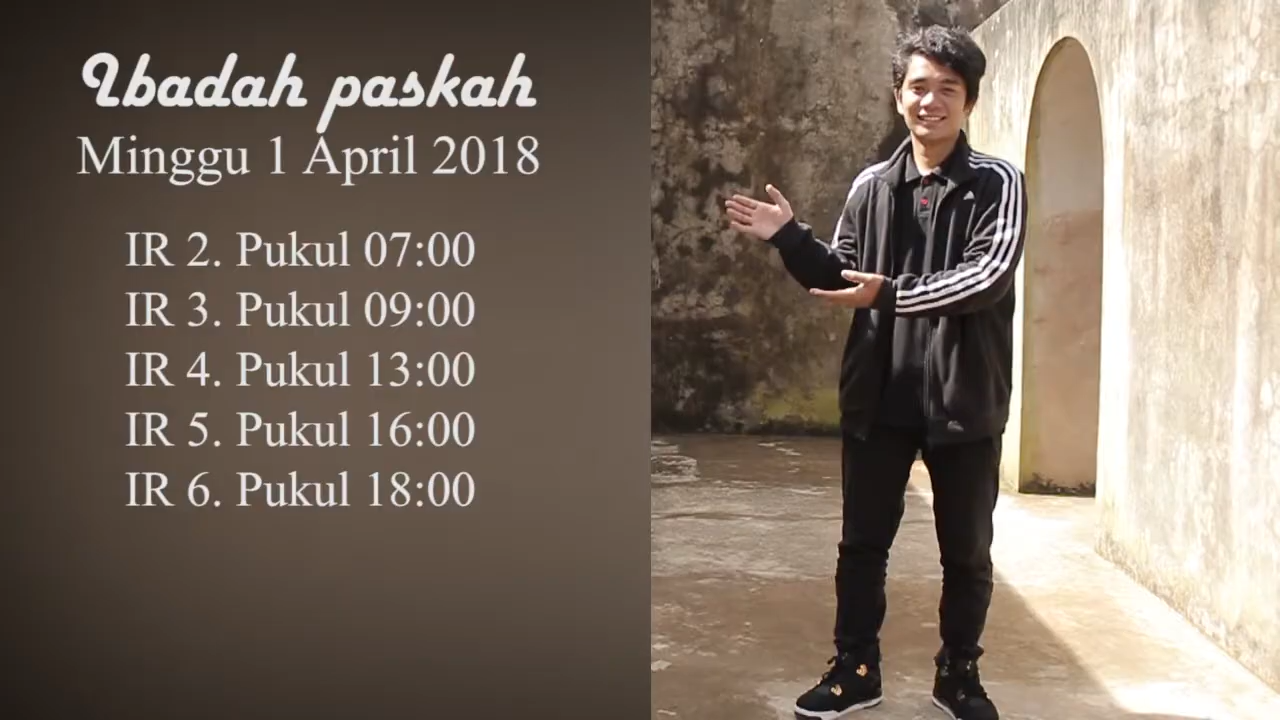 Ibadah paskah
Minggu 1 April 2018
IR 2. Pukul 07:00
IR 3. Pukul 09:00
IR 4. Pukul 13:00
IR 5. Pukul 16:00
IR 6. Pukul 18:00